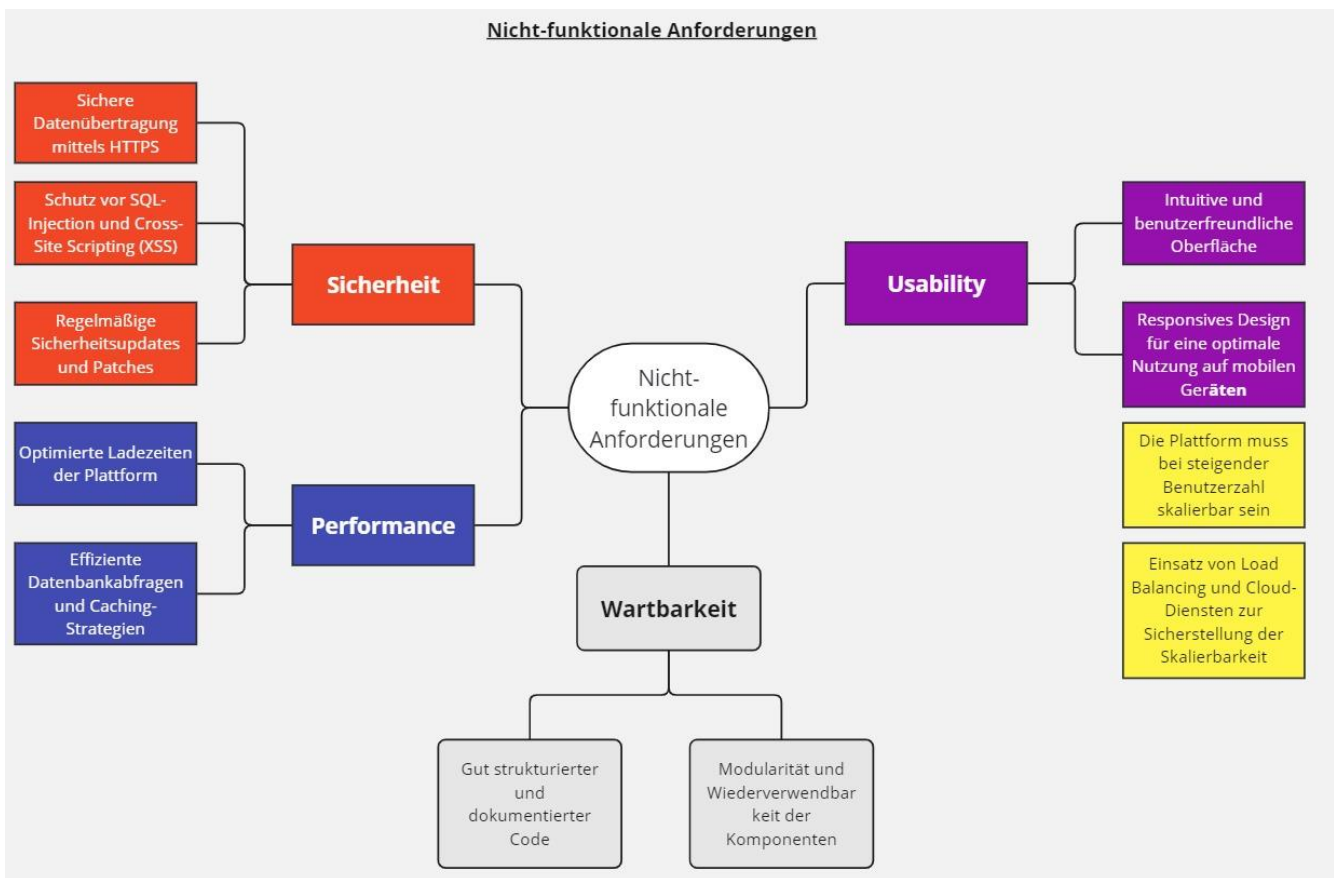 Nicht-funktionale Anforderungen
Sichere
Datenübertragung
mittels HTTPS
Schutz vor SQL-
Injection und Cross-
Site Scripting (XSS)
Regelmäßige
Sicherheitsupdates
und Patches
Sicherheit
Optimierte Ladezeiten
der Plattform
Effiziente
Datenbankabfragen
und Caching-
Strategien
Performance
Nicht-
funktionale
Anforderungen
Usability
Intuitive und
benutzerfreundliche
Oberfläche
Responsives Design
für eine optimale
Nutzung auf mobilen
Geräten
Die Plattform muss
bei steigender
Benutzerzahl
skalierbar sein
Einsatz von Load
Balancing und Cloud-
Diensten zur
Sicherstellung der
Skalierbarkeit
Wartbarkeit
Gut strukturierter
und
dokumentierter
Code
Modularität und
Wiederverwendbar
keit der
Komponenten